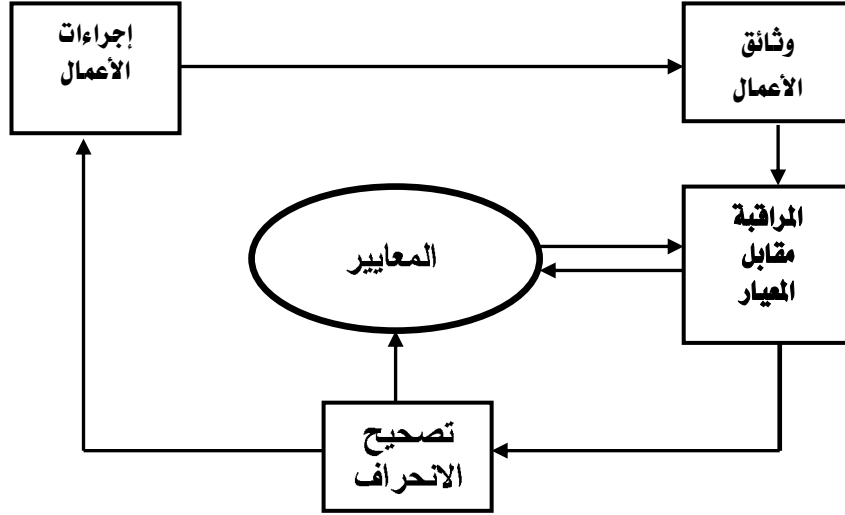 إجراءات
الأعمال
وثائق
الأعمال
المراقبة
مقابل
المعيار
المعايير
تصحيح
الانحراف